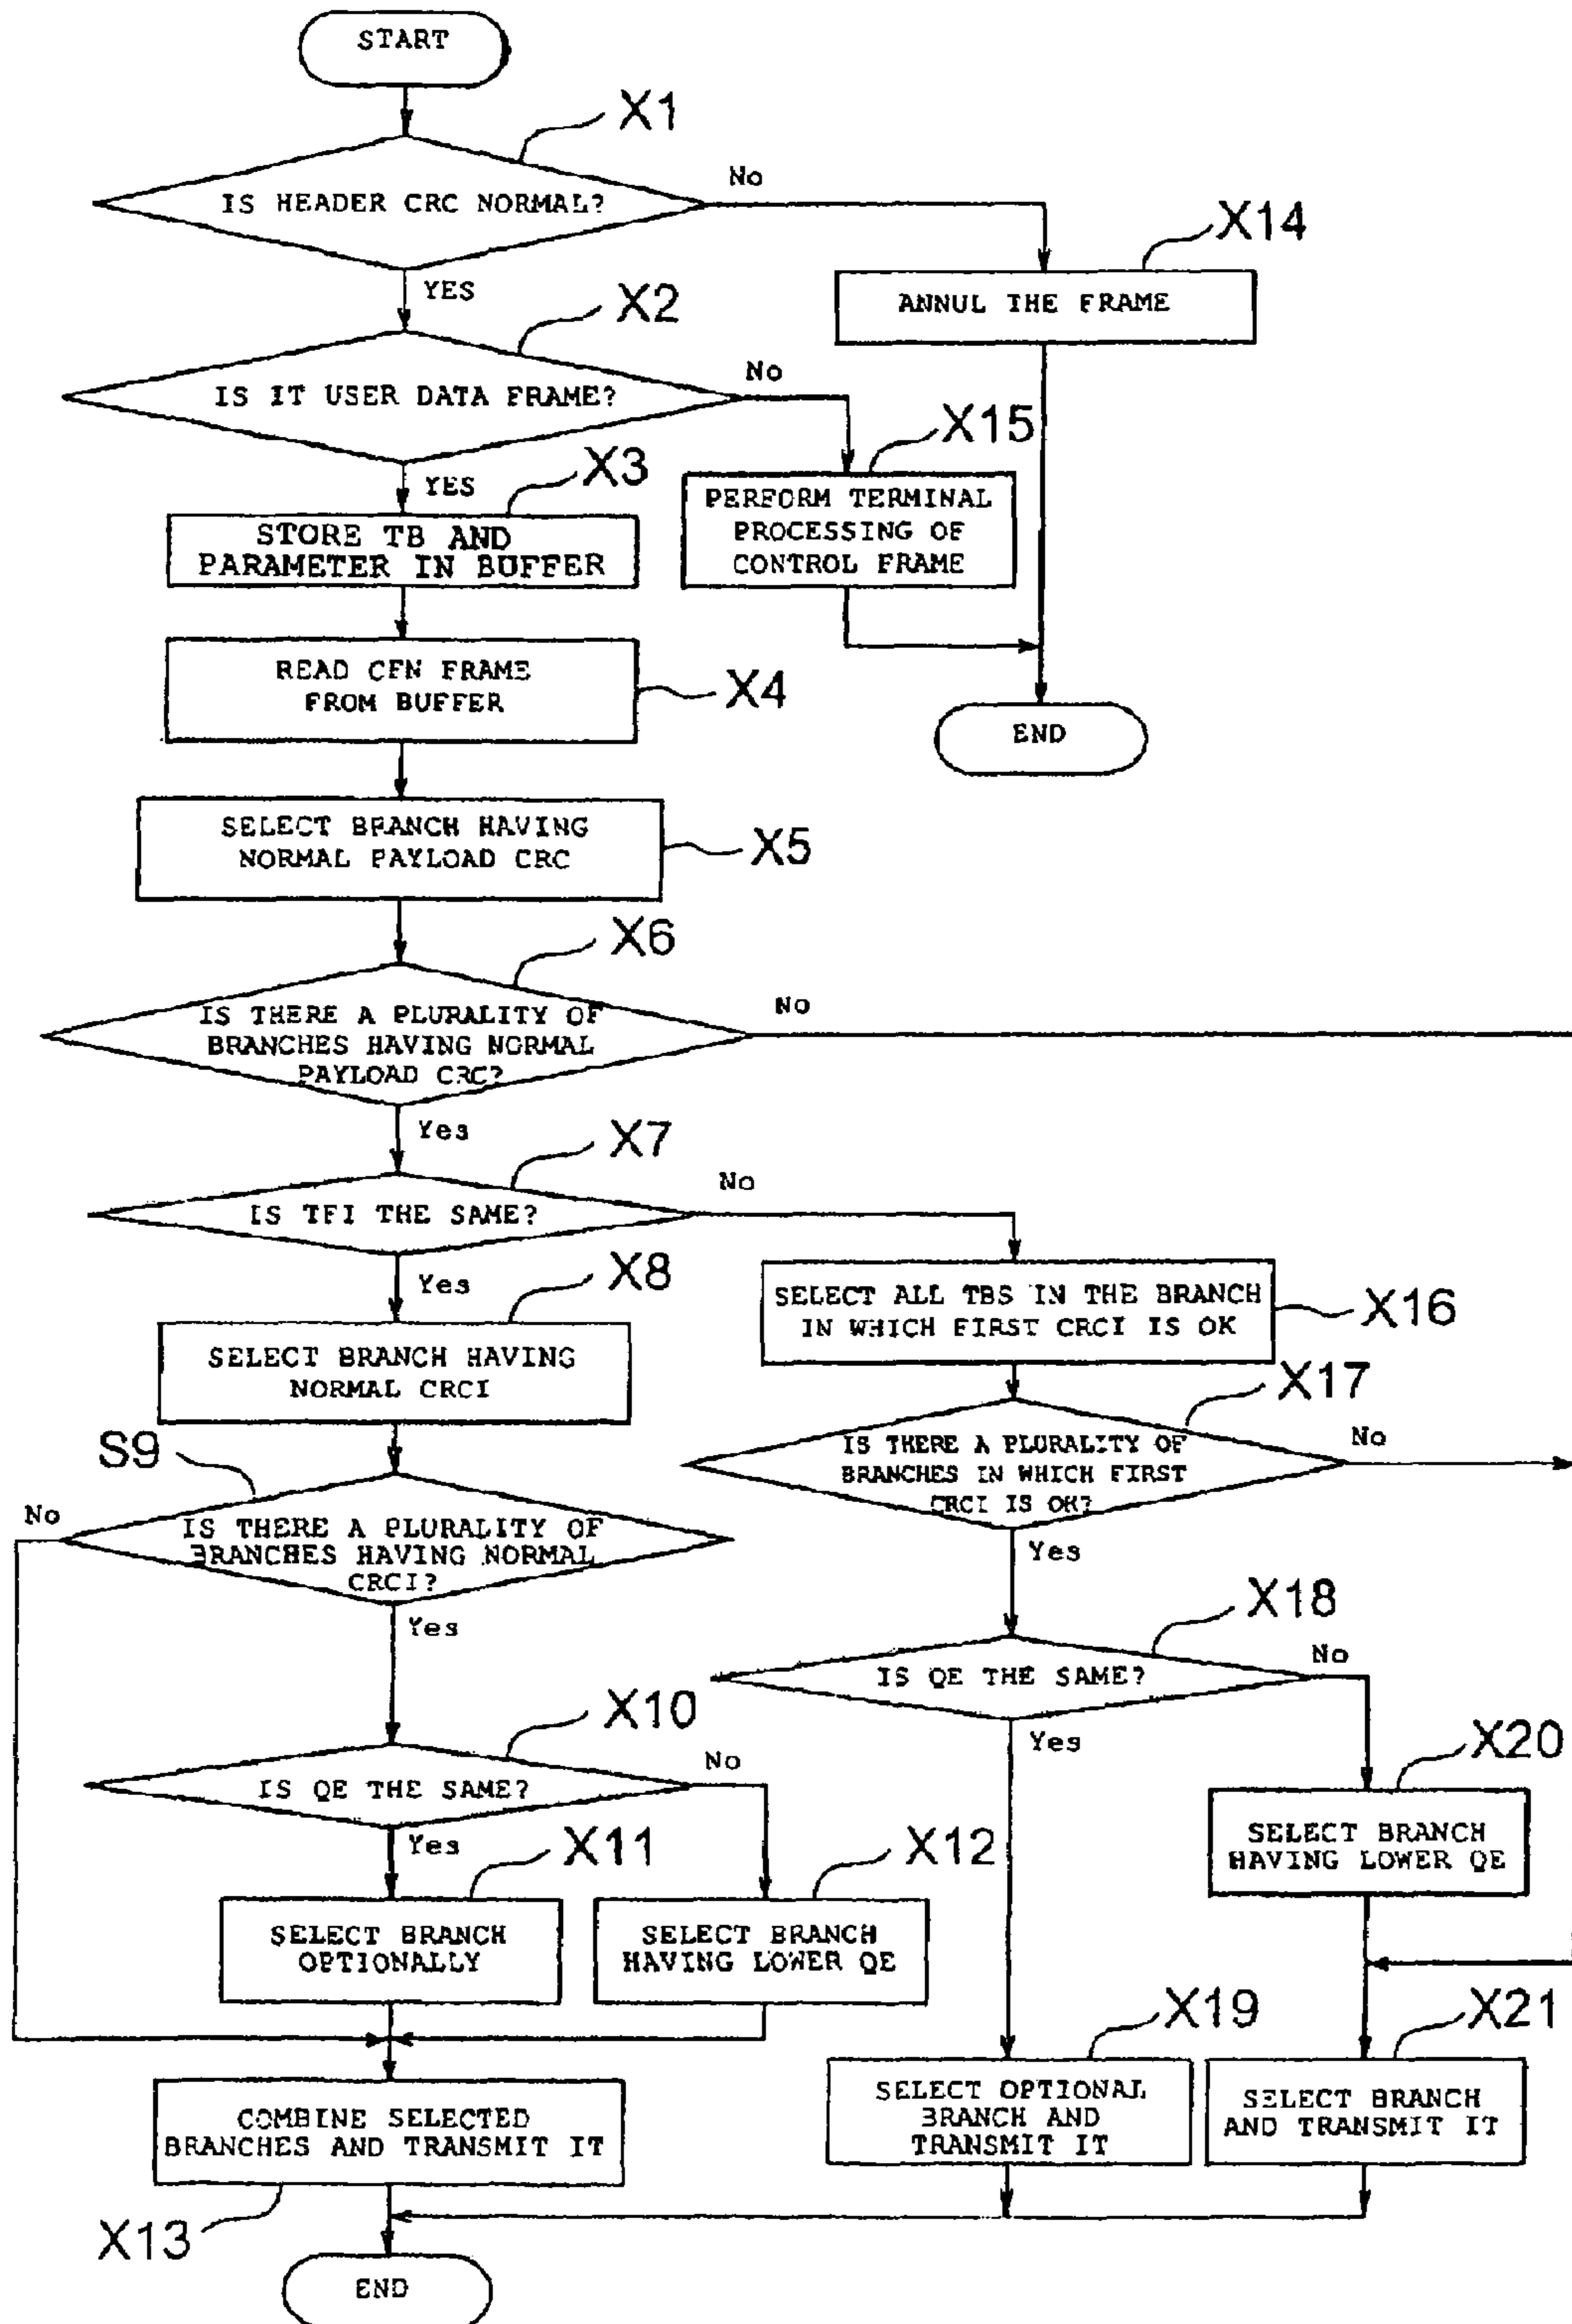 START
X1
IS HEADER CRC NORMAL?
No
YES
X14
ANNUL THE FRAME
X2
IS IT USER DATA FRAME?
No
YES
X15
PERFORM TERMINAL
PROCESSING OF
CONTROL FRAME
X3
STORE TB AND
PARAMETER IN BUFFER
READ CFN FRAME
FROM BUFFER
X4
END
SELECT BRANCH HAVING
NORMAL PAYLOAD CRC
X5
X6
IS THERE A PLURALITY OF
BRANCHES HAVING NORMAL
PAYLOAD CRC?
No
Yes
X7
IS TFI THE SAME?
No
Yes
X8
SELECT BRANCH HAVING
NORMAL CRCI
SELECT ALL TBS IN THE BRANCH
IN WHICH FIRST CRCI IS OK
X16
X17
IS THERE A PLURALITY OF
BRANCHES IN WHICH FIRST
CRCI IS OK?
No
Yes
S9
No
IS THERE A PLURALITY OF
BRANCHES HAVING NORMAL
CRCI?
Yes
X18
IS QE THE SAME?
No
Yes
X10
IS QE THE SAME?
No
Yes
X20
SELECT BRANCH
HAVING LOWER QE
X11
SELECT BRANCH
OPTIONALLY
X12
SELECT BRANCH
HAVING LOWER QE
X19
SELECT OPTIONAL
BRANCH AND
TRANSMIT IT
X21
SELECT BRANCH
AND TRANSMIT IT
COMBINE SELECTED
BRANCHES AND TRANSMIT IT
X13
END